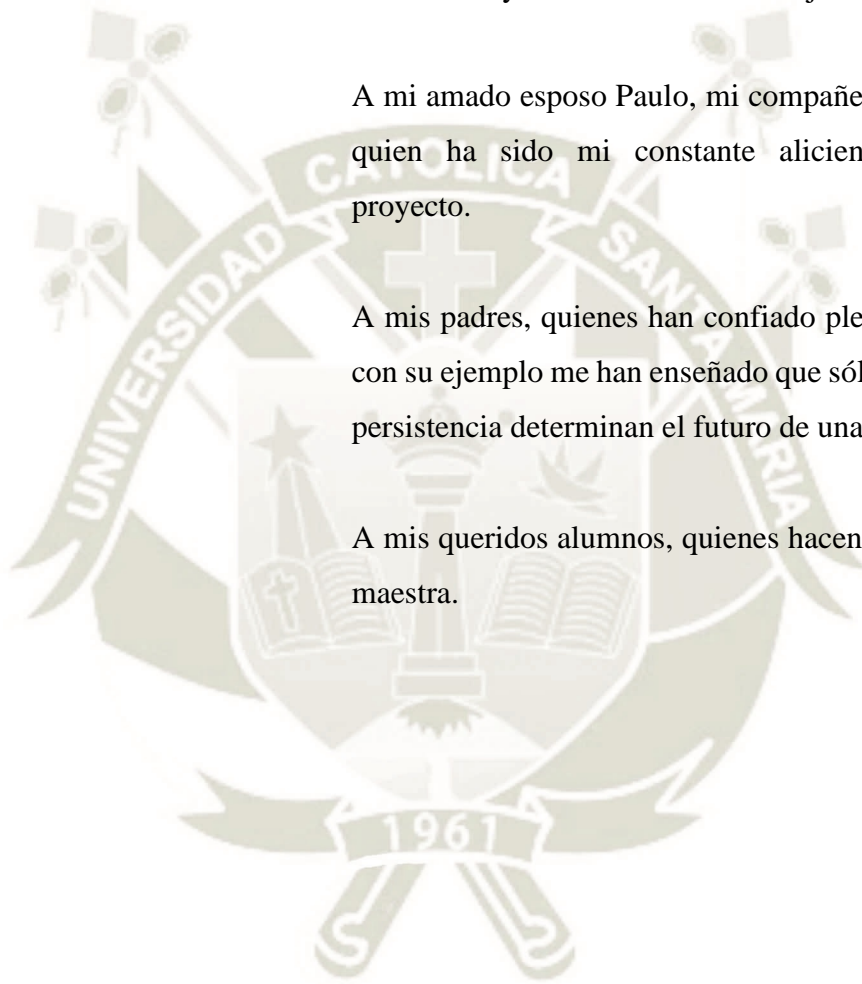 A mi amado esposo Paulo, mi compañe
quien ha sido mi constante alicien
proyecto.
A mis padres, quienes han confiado ple
con su ejemplo me han enseñado que sól
persistencia determinan el futuro de una
A mis queridos alumnos, quienes hacen
maestra.
UNIVERSIDAD CATOLICA SANTA MARIA
1961